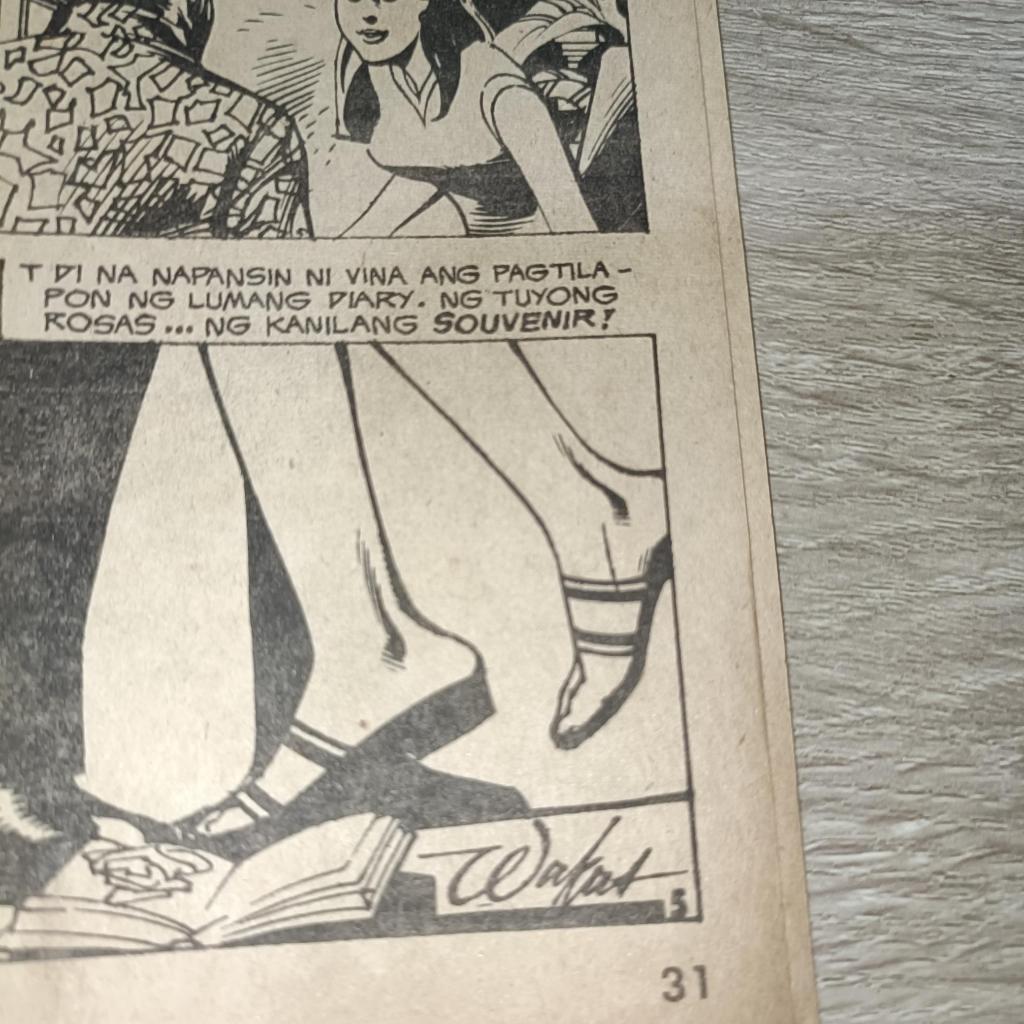 T DI NA NAPANSIN NI VINA ANG PAGTILA-
PON NG LUMANG DIARY. NG TUYONG
ROSAS... NG KANILANG SOUVENIR!
Wakas
5
31